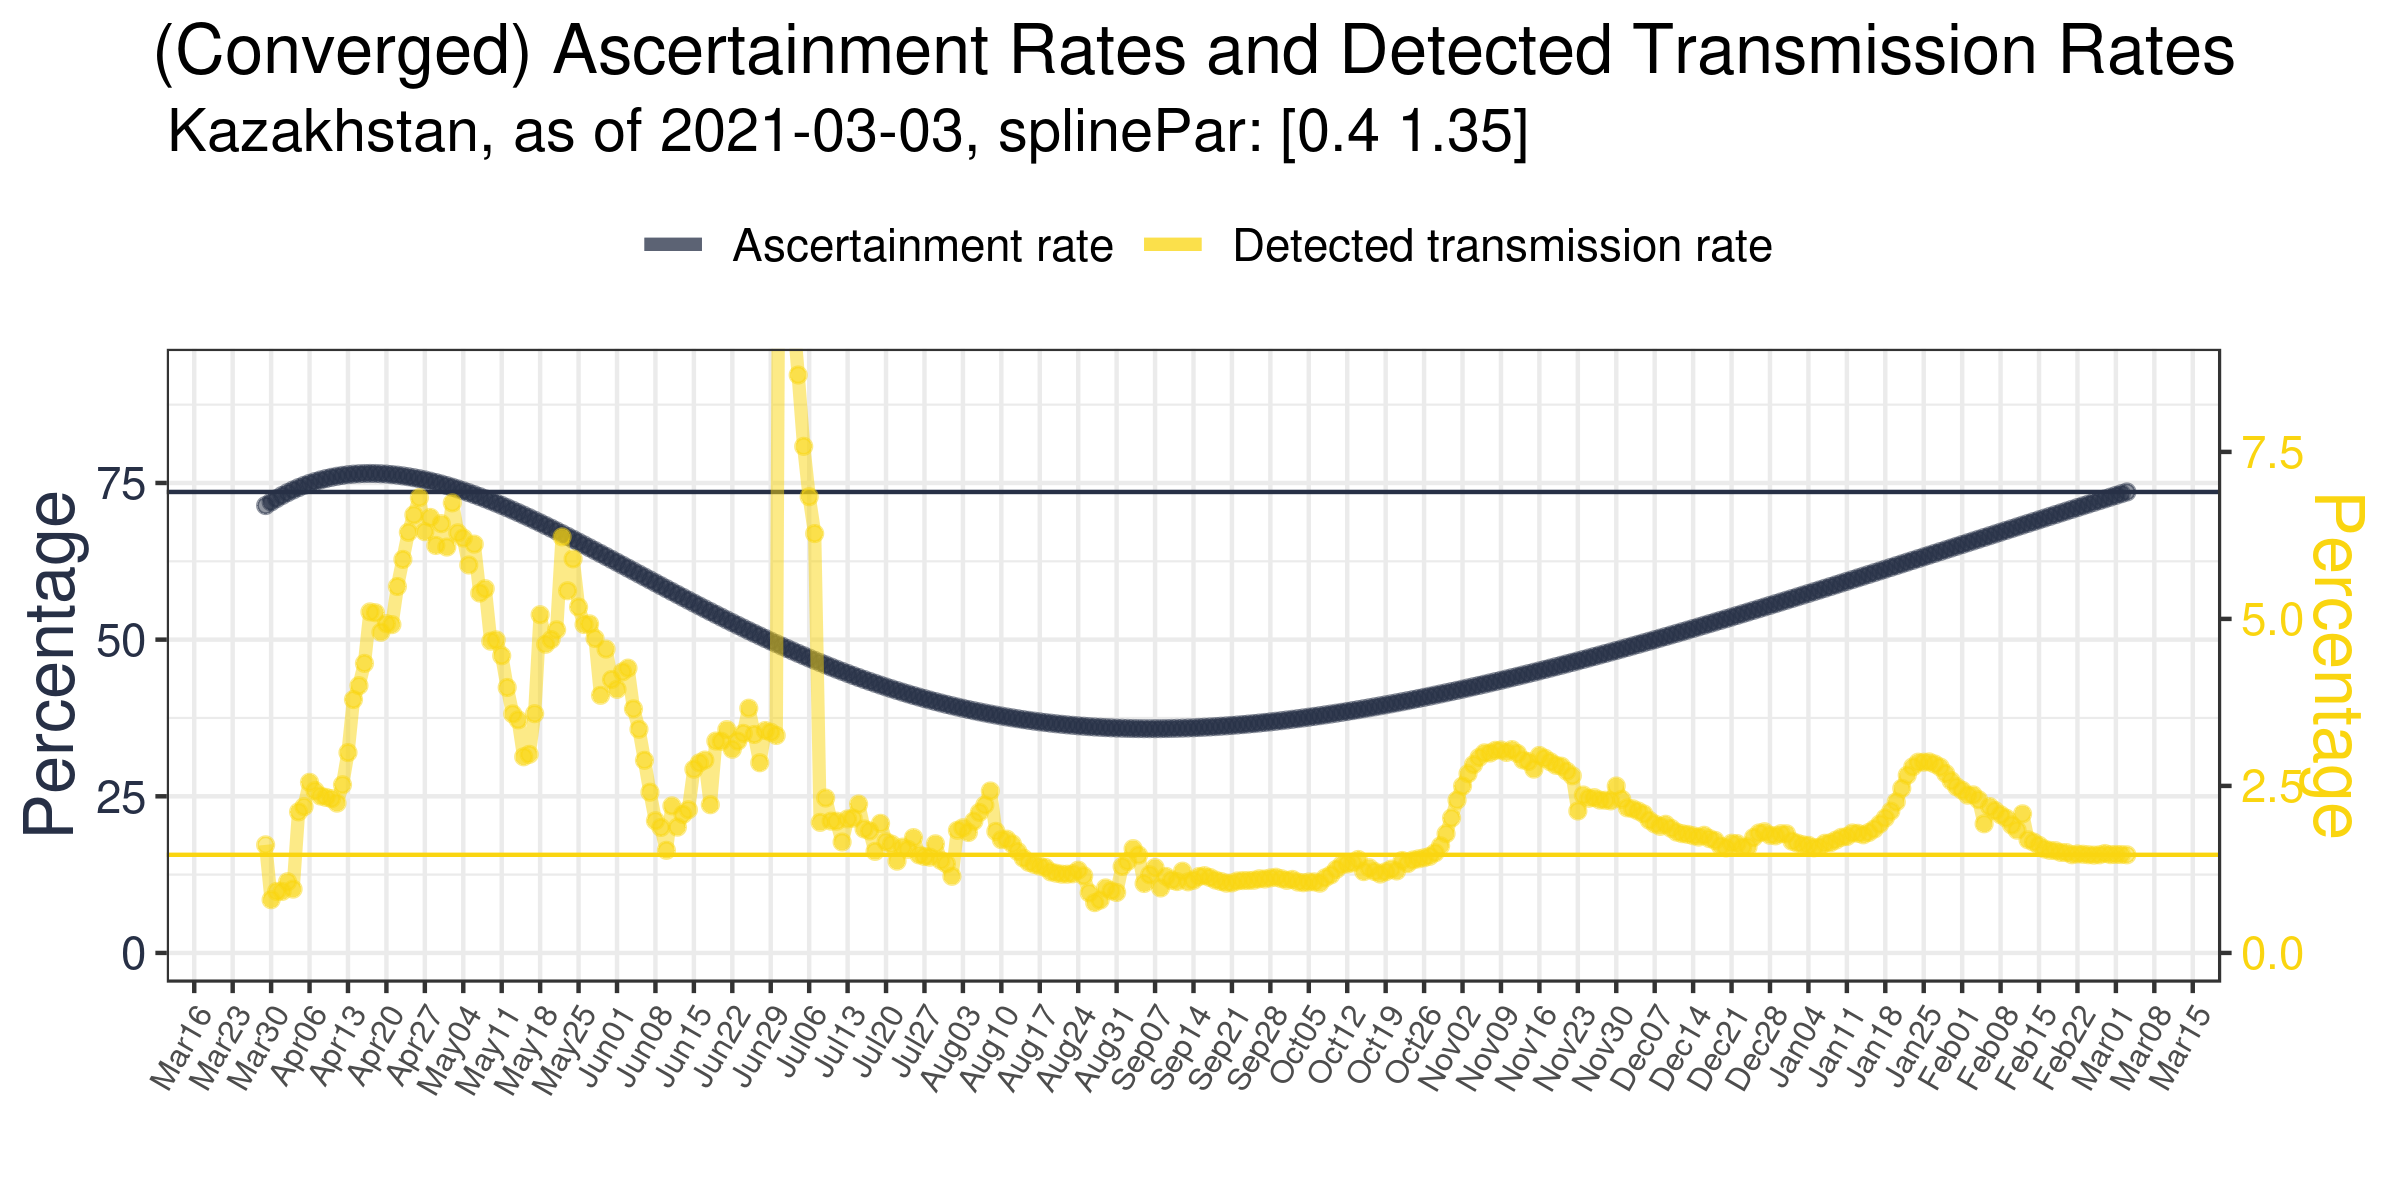 (Converged) Ascertainment Rates and Detected Transmission Rates
Kazakhstan, as of 2021-03-03, splinePar: [0.4 1.35]
Ascertainment rate Detected transmission rate
Percentage
75
50
25
0
7.5
5.0
2.5
0.0
Percentage
Mar16 Mar23 Mar30 Apr06 Apr13 Apr20 Apr27 May04 May11 May18 May25 Jun01 Jun08 Jun15 Jun22 Jun29 Jul06 Jul13 Jul20 Jul27 Aug03 Aug10 Aug17 Aug24 Aug31 Sep07 Sep14 Sep21 Sep28 Oct05 Oct12 Oct19 Oct26 Nov02 Nov09 Nov16 Nov23 Nov30 Dec07 Dec14 Dec21 Dec28 Jan04 Jan11 Jan18 Jan25 Feb01 Feb08 Feb15 Feb22 Mar01 Mar08 Mar15